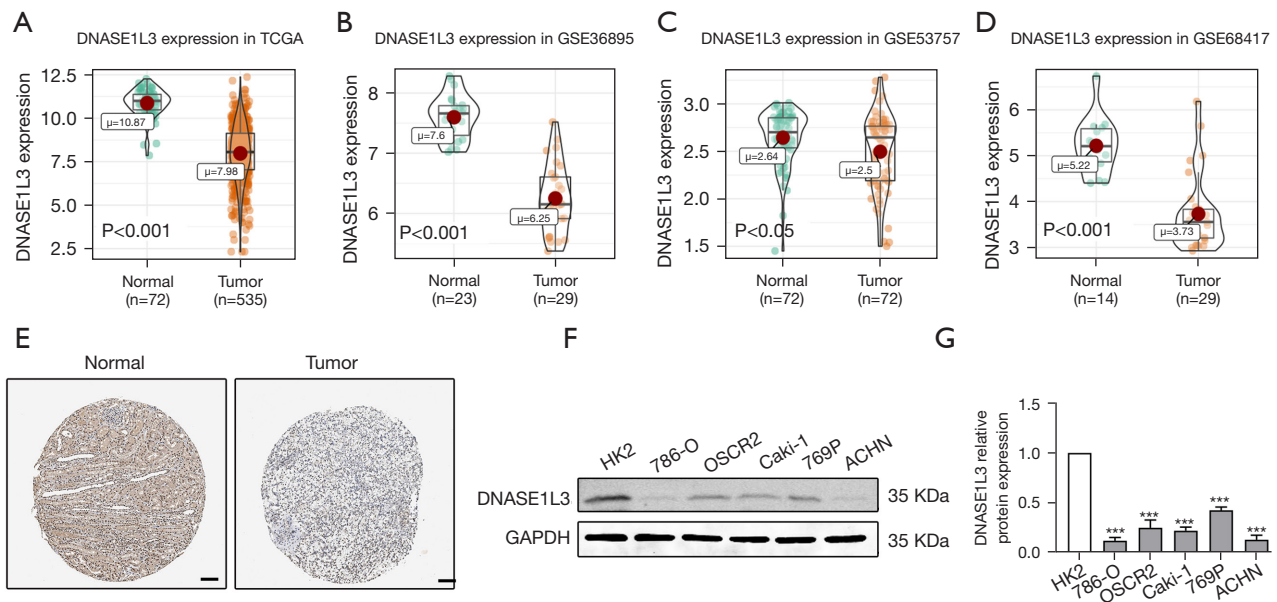 A
DNASE1L3 expression in TCGA
DNASE1L3 expression
12.5
10.0
7.5
5.0
2.5
μ=10.87
μ=7.98
P<0.001
Normal
(n=72)
Tumor
(n=535)
B
DNASE1L3 expression in GSE36895
DNASE1L3 expression
8
7
6
μ=7.6
μ=6.25
P<0.001
Normal
(n=23)
Tumor
(n=29)
C
DNASE1L3 expression in GSE53757
DNASE1L3 expression
3.0
2.5
2.0
1.5
μ=2.64
μ=2.5
P<0.05
Normal
(n=72)
Tumor
(n=72)
D
DNASE1L3 expression in GSE68417
DNASE1L3 expression
6
5
4
3
μ=5.22
μ=3.73
P<0.001
Normal
(n=14)
Tumor
(n=29)
E
Normal
Tumor
F
HK2
786-O
OSCR2
Caki-1
769P
ACHN
DNASE1L3
35 KDa
GAPDH
35 KDa
G
DNASE1L3 relative
protein expression
1.5
1.0
0.5
0.0
***
***
***
***
***
HK2
786-O
OSCR2
Caki-1
769P
ACHN